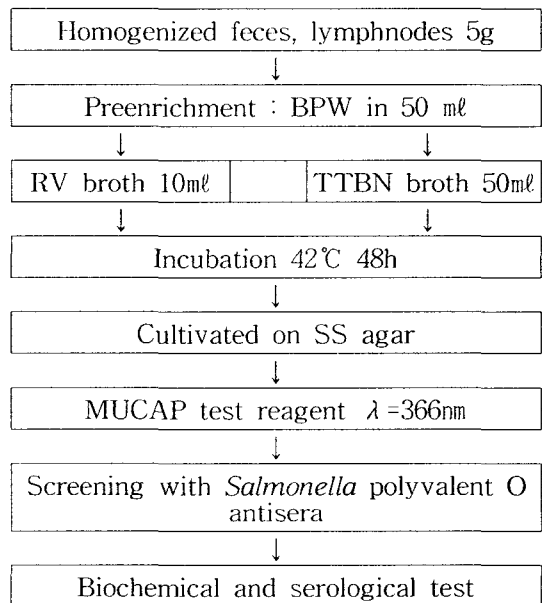 Homogenized feces, lymphnodes 5g
↓
Preenrichment : BPW in 50 ㎖
↓ ↓
RV broth 10㎖ TTBN broth 50㎖
↓ ↓
Incubation 42℃ 48h
↓
Cultivated on SS agar
↓
MUCAP test reagent λ=366nm
↓
Screening with Salmonella polyvalent O
antisera
↓
Biochemical and serological test